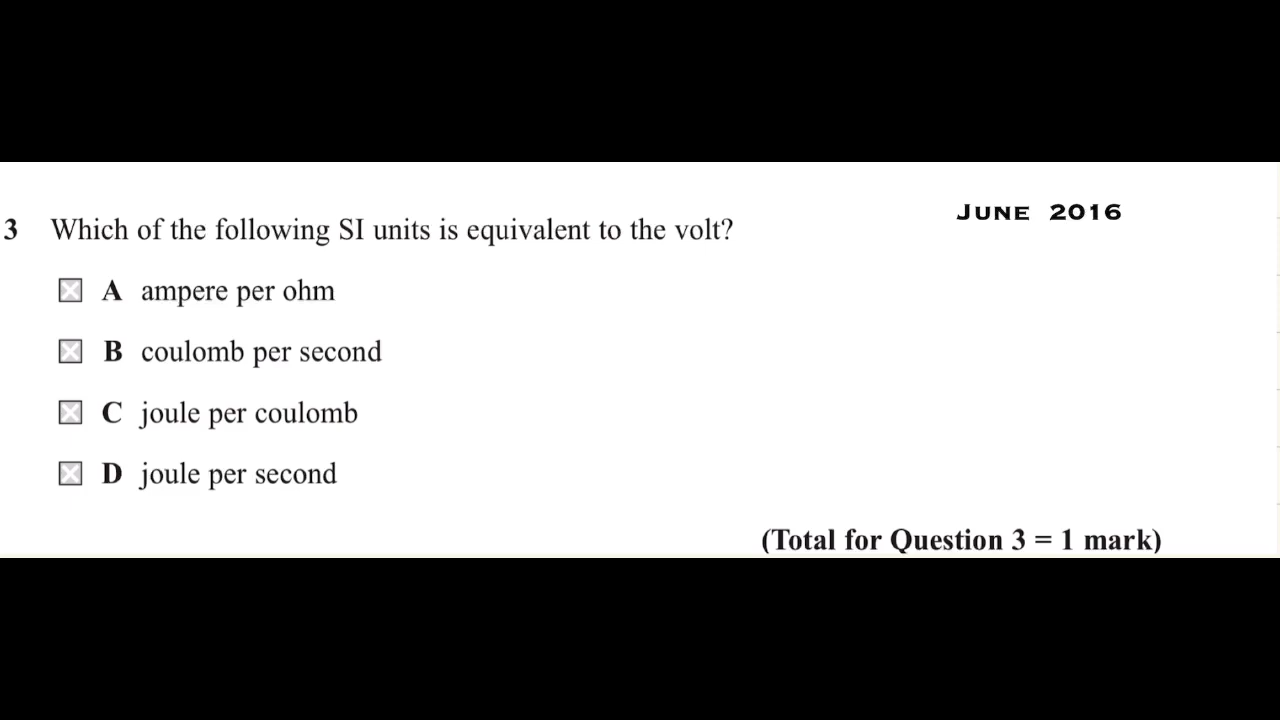 JUNE 2016
3 Which of the following SI units is equivalent to the volt?
A ampere per ohm
B coulomb per second
C joule per coulomb
D joule per second
(Total for Question 3 = 1 mark)